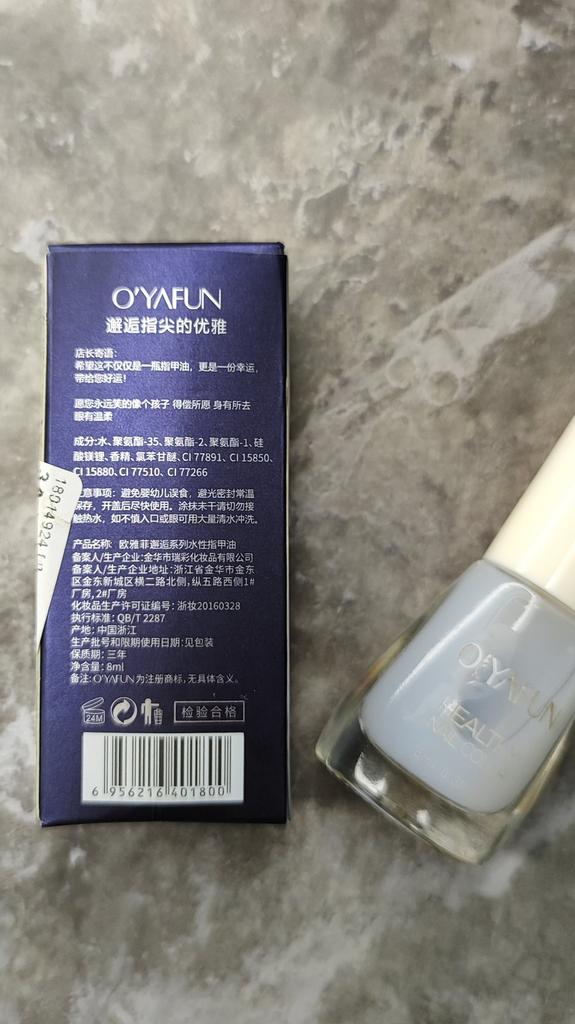 O'YAFUN
邂逅指尖的优雅
店长寄语:
希望这不仅仅是一瓶指甲油，更是一份幸运，
带给您好运！
愿您永远笑的像个孩子 得偿所愿 身有所去
眼有温柔
成分:水、聚氨酯-35、聚氨酯-2、聚氨酯-1、硅
酸镁锂、香精、氯苯甘醚、CI 77891、CI 15850、
CI 15880、CI 77510、CI 77266
意事项：避免婴幼儿误食，避光密封常温
保存，开盖后尽快使用。涂抹未干请切勿接
触热水，如不慎入口或眼可用大量清水冲洗。
产品名称: 欧雅菲邂逅系列水性指甲油
备案人/生产企业:金华市瑞彩化妆品有限公司
备案人/生产企业地址:浙江省金华市金东
区金东新城区横二路北侧,纵五路西侧1#
厂房,2#厂房
化妆品生产许可证编号: 浙妆20160328
执行标准: QB/T 2287
产地: 中国浙江
生产批号和限期使用日期: 见包装
保质期: 三年
净含量: 8ml
备注: O'YAFUN为注册商标,无具体含义。
24M
检验合格
6 956216 401800
18014924
O'YAFUN
HEALTH
NAIL